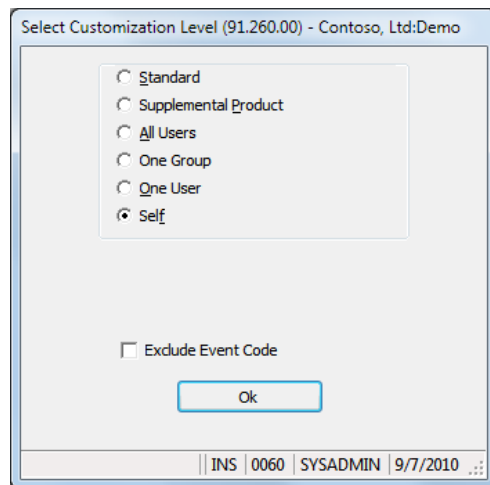 Select Customization Level (91.260.00) - Contoso, Ltd:Demo
Standard
Supplemental Product
All Users
One Group
One User
Self
Exclude Event Code
Ok
INS 0060 SYSADMIN 9/7/2010